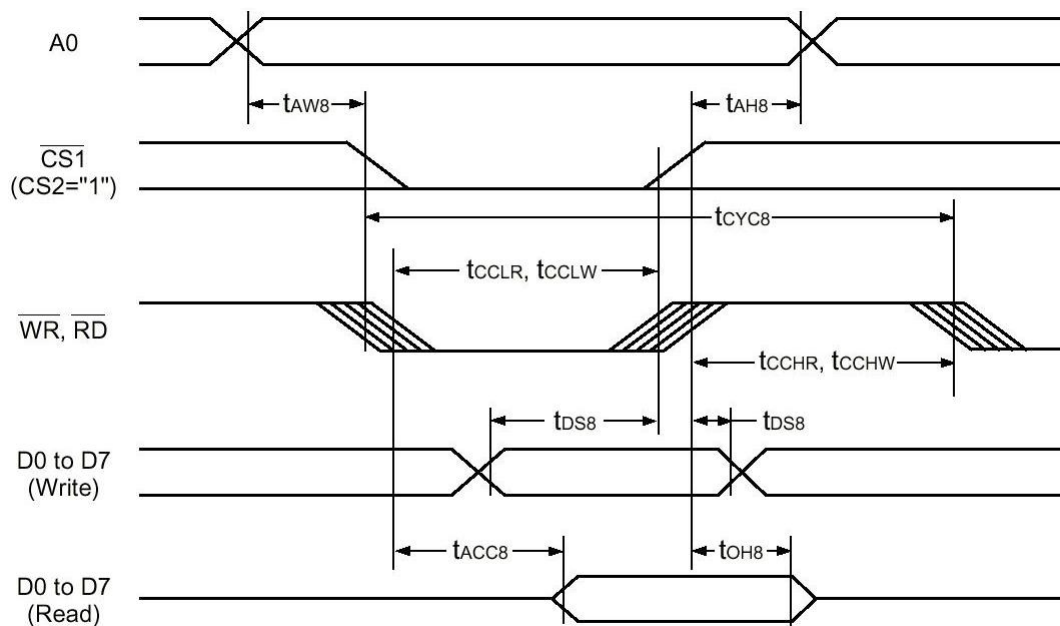 A0
tAW8
tAH8
CS1
(CS2="1")
tCYC8
tCCLR, tCCLW
WR, RD
tCCHR, tCCHW
tDS8
tDS8
D0 to D7
(Write)
tACC8
tOH8
D0 to D7
(Read)